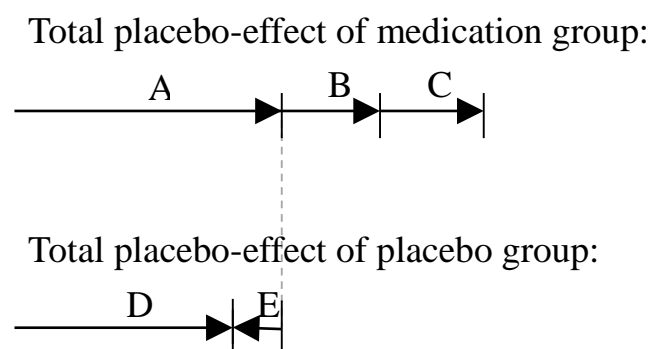 Total placebo-effect of medication group:
A B C
Total placebo-effect of placebo group:
D E